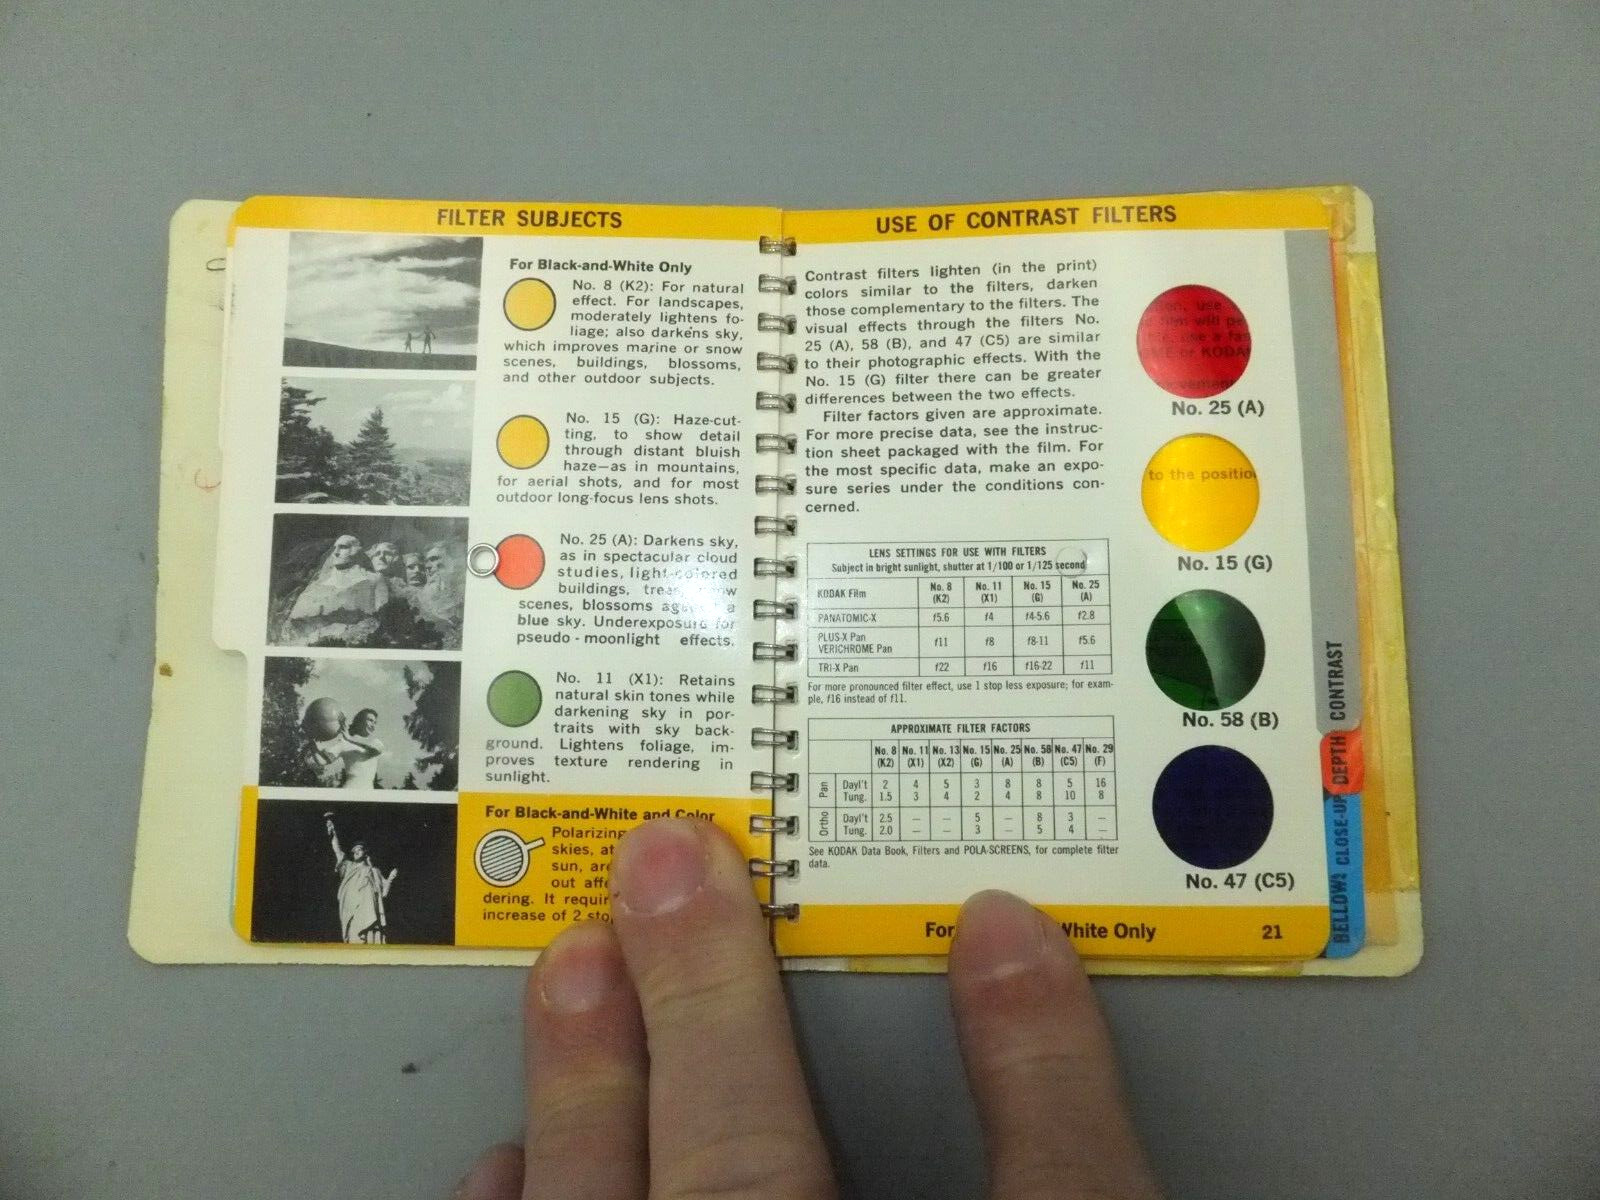 FILTER SUBJECTS
For Black-and-White Only
No. 8 (K2): For natural
effect. For landscapes,
moderately lightens fo-
liage; also darkens sky,
which improves marine or snow
scenes, buildings, blossoms,
and other outdoor subjects.
No. 15 (G): Haze-cut-
ting, to show detail
through distant bluish
haze—as in mountains,
for aerial shots, and for most
outdoor long-focus lens shots.
No. 25 (A): Darkens sky,
as in spectacular cloud
studies, light-colored
buildings, trees, snow
scenes, blossoms against a
blue sky. Underexposure for
pseudo - moonlight effects.
No. 11 (X1): Retains
natural skin tones while
darkening sky in por-
traits with sky back-
ground. Lightens foliage, im-
proves texture rendering in
sunlight.
For Black-and-White and Color
Polarizing
skies, at
sun, are
out
dering. It
increase of 2
USE OF CONTRAST FILTERS
Contrast filters lighten (in the print)
colors similar to the filters, darken
those complementary to the filters. The
visual effects through the filters No.
25 (A), 58 (B), and 47 (C5) are similar
to their photographic effects. With the
No. 15 (G) filter there can be greater
differences between the two effects.
Filter factors given are approximate.
For more precise data, see the instruc-
tion sheet packaged with the film. For
the most specific data, make an expo-
sure series under the conditions con-
cerned.
LENS SETTINGS FOR USE WITH FILTERS
Subject in bright sunlight, shutter at 1/100 or 1/125 second
KODAK Film No. 8 (K2) No. 11 (X1) No. 15 (G) No. 25 (A)
PANATOMIC-X f5.6 f4 f4-5.6 f2.8
PLUS-X Pan
VERICHROME Pan f11 f8 f8-11 f5.6
TRI-X Pan f22 f16 f16-22 f11
For more pronounced filter effect, use 1 stop less exposure; for exam-
ple, f16 instead of f11.
APPROXIMATE FILTER FACTORS
No. 8 (K2) No. 11 (X1) No. 13 (X2) No. 15 (G) No. 25 (A) No. 58 (B) No. 47 (C5) No. 29 (F)
Pan Dayl't 2 4 5 3 8 8 5 16
Tung. 1.5 3 4 2 4 8 10 8
Ortho Dayl't 2.5 — — 5 — 8 3 —
Tung. 2.0 — — 3 — 5 4 —
See KODAK Data Book, Filters and POLA-SCREENS, for complete filter
data.
No. 25 (A)
to the position
No. 15 (G)
No. 58 (B)
No. 47 (C5)
For White Only
21
CONTRAST
DEPTH
CLOSE-UP
BELLOWS